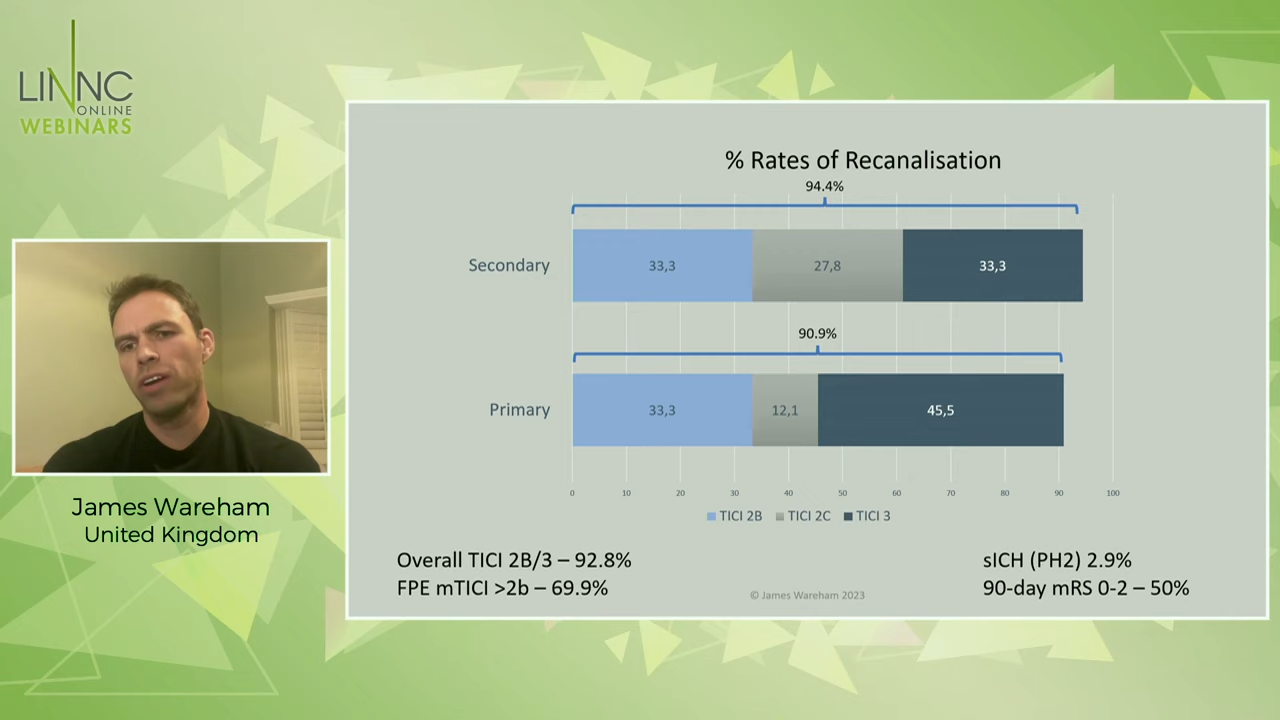 LINNC
ONLINE
WEBINARS
James Wareham
United Kingdom
% Rates of Recanalisation
94.4%
Secondary
33,3
27,8
33,3
90.9%
Primary
33,3
12,1
45,5
0 10 20 30 40 50 60 70 80 90 100
TICI 2B TICI 2C TICI 3
Overall TICI 2B/3 – 92.8%
FPE mTICI >2b – 69.9%
sICH (PH2) 2.9%
90-day mRS 0-2 – 50%
© James Wareham 2023